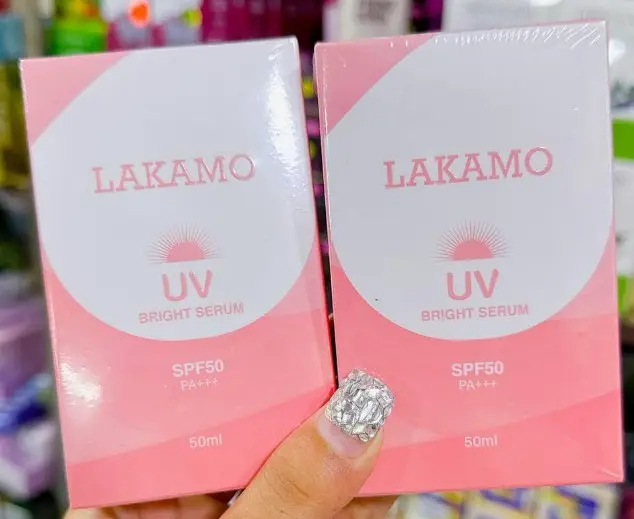 LAKAMO
UV
BRIGHT SERUM
SPF50
PA+++
50ml
LAKAMO
UV
BRIGHT SERUM
SPF50
PA+++
50ml